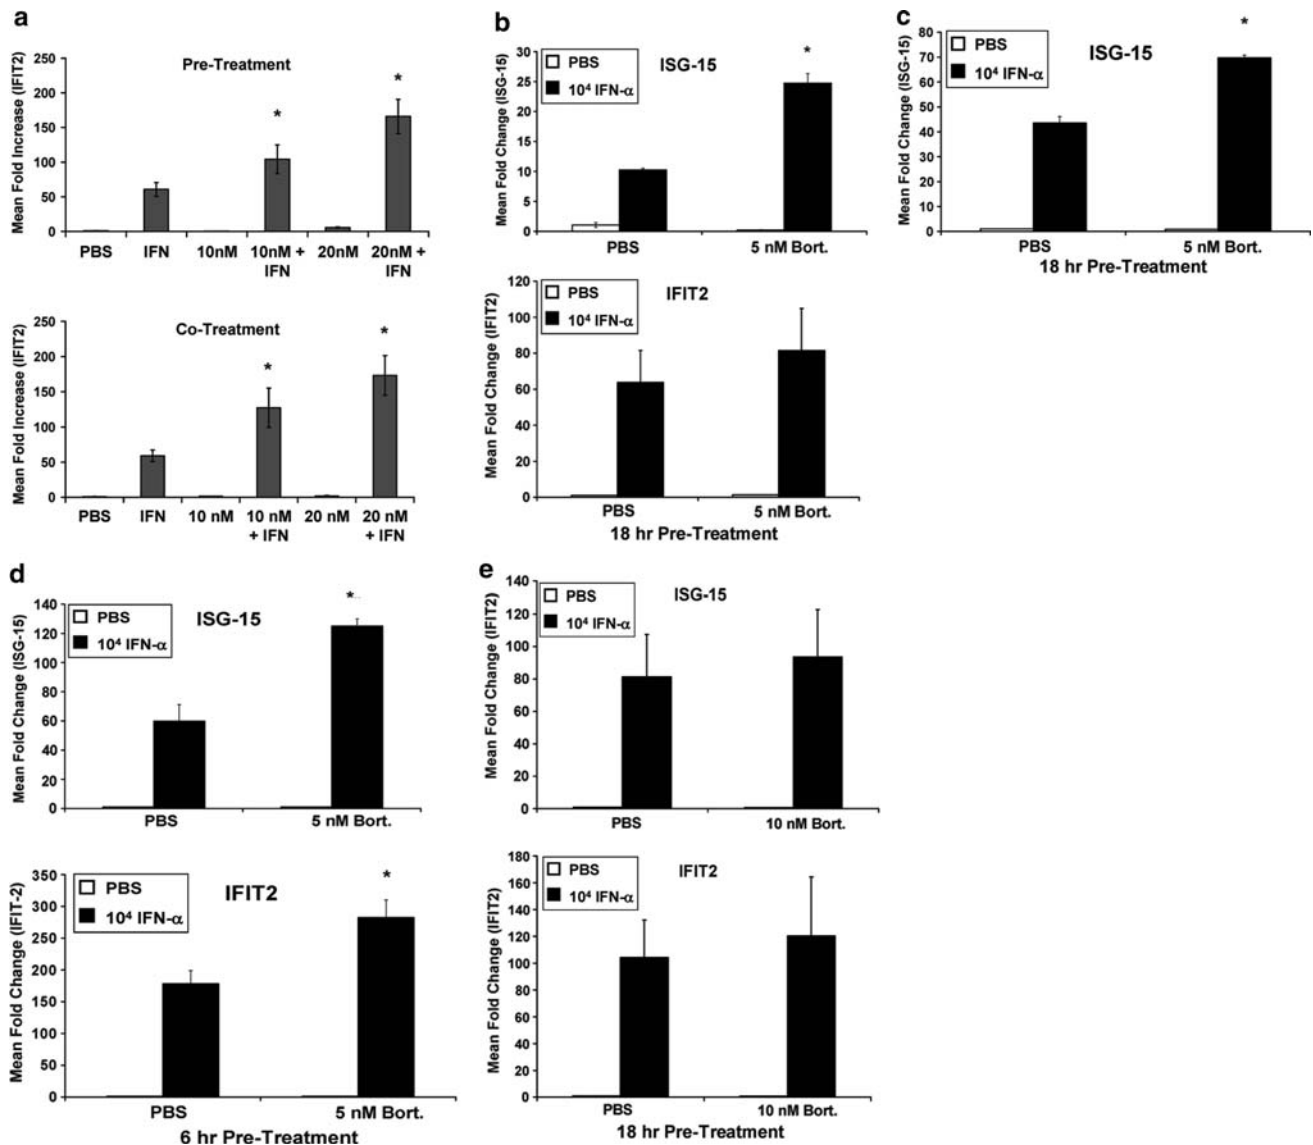 a
Mean Fold Increase (IFIT2)
250
200
150
100
50
0
Pre-Treatment
*
*
PBS IFN 10nM 10nM + IFN 20nM 20nM + IFN
Mean Fold Increase (IFIT2)
250
200
150
100
50
0
Co-Treatment
*
*
PBS IFN 10 nM 10 nM + IFN 20 nM 20 nM + IFN
b
Mean Fold Change (ISG-15)
30
25
20
15
10
5
0
PBS
10⁴ IFN-α
ISG-15
*
PBS 5 nM Bort.
Mean Fold Change (IFIT2)
120
100
80
60
40
20
0
PBS
10⁴ IFN-α
IFIT2
PBS 5 nM Bort.
18 hr Pre-Treatment
c
Mean Fold Change (ISG-15)
80
70
60
50
40
30
20
10
0
PBS
10⁴ IFN-α
ISG-15
*
PBS 5 nM Bort.
18 hr Pre-Treatment
d
Mean Fold Change (ISG-15)
140
120
100
80
60
40
20
0
PBS
10⁴ IFN-α
ISG-15
*
PBS 5 nM Bort.
Mean Fold Change (IFIT-2)
350
300
250
200
150
100
50
0
PBS
10⁴ IFN-α
IFIT2
*
PBS 5 nM Bort.
6 hr Pre-Treatment
e
Mean Fold Change (IFIT2)
140
120
100
80
60
40
20
0
PBS
10⁴ IFN-α
ISG-15
PBS 10 nM Bort.
Mean Fold Change (IFIT2)
180
160
140
120
100
80
60
40
20
0
PBS
10⁴ IFN-α
IFIT2
PBS 10 nM Bort.
18 hr Pre-Treatment